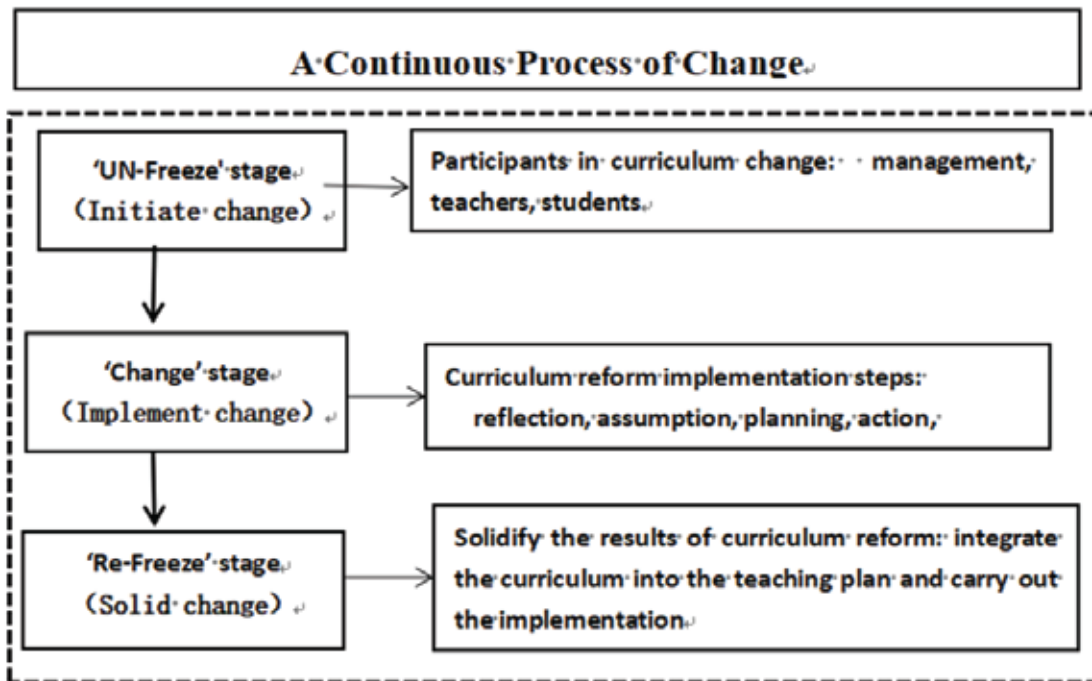 A Continuous Process of Change
‘UN-Freeze' stage
（Initiate change）
Participants in curriculum change: management,
teachers, students
‘Change’ stage
（Implement change）
Curriculum reform implementation steps:
reflection, assumption, planning, action,
‘Re-Freeze’ stage
（Solid change）
Solidify the results of curriculum reform: integrate
the curriculum into the teaching plan and carry out
the implementation